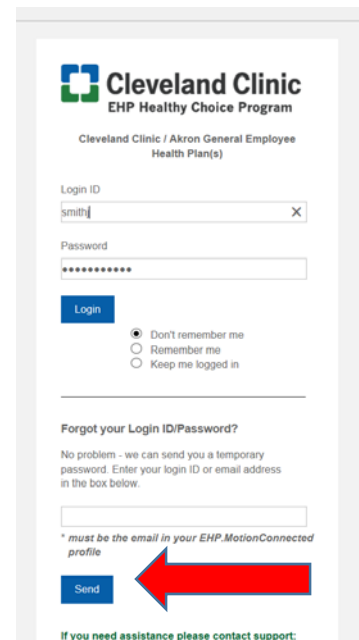 Cleveland Clinic
EHP Healthy Choice Program
Cleveland Clinic / Akron General Employee
Health Plan(s)
Login ID
smithj
Password
Login
Don't remember me
Remember me
Keep me logged in
Forgot your Login ID/Password?
No problem - we can send you a temporary
password. Enter your login ID or email address
in the box below.
* must be the email in your EHP.MotionConnected
profile
Send
If you need assistance please contact support: